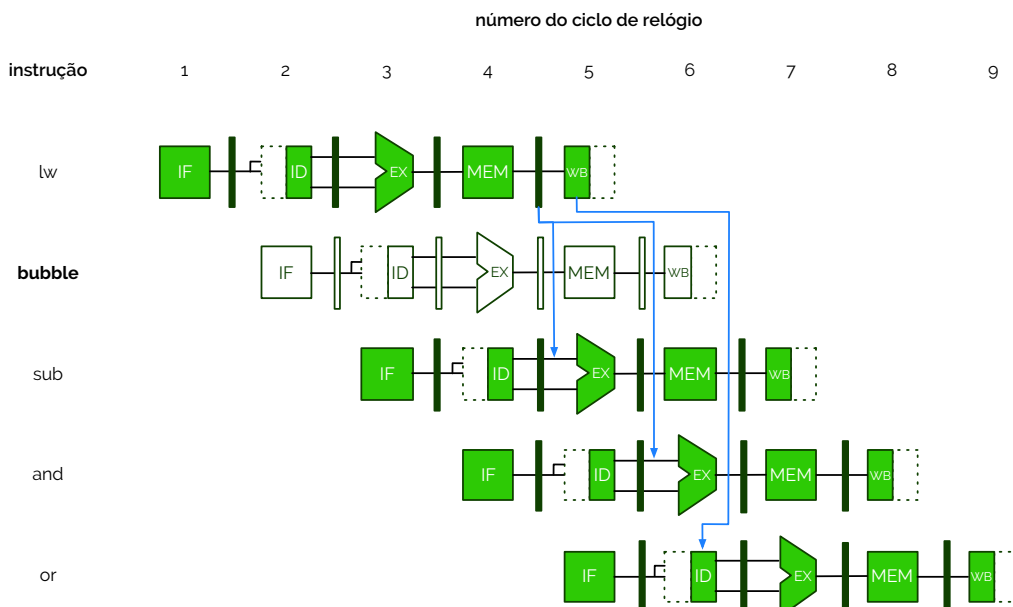 número do ciclo de relógio
instrução 1 2 3 4 5 6 7 8 9
lw IF ID EX MEM WB
bubble IF ID EX MEM WB
sub IF ID EX MEM WB
and IF ID EX MEM WB
or IF ID EX MEM WB